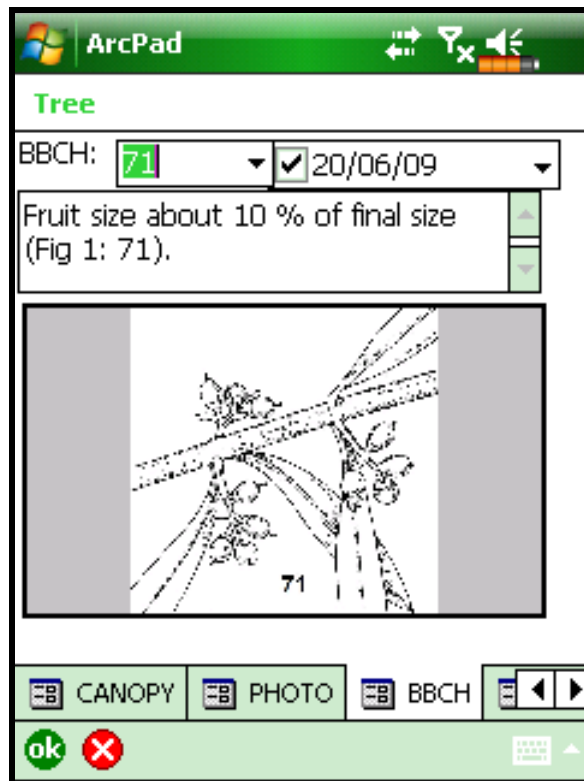 ArcPad
Tree
BBCH: 71 20/06/09
Fruit size about 10 % of final size
(Fig 1: 71).
71
CANOPY PHOTO BBCH
ok